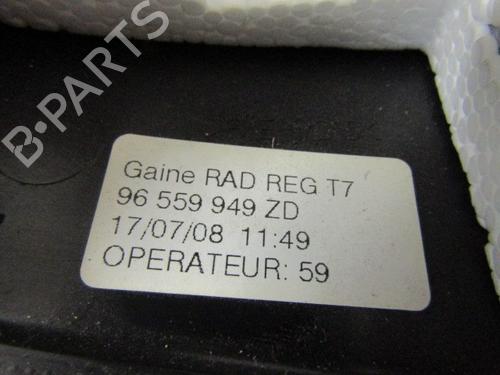 B-PARTS
Gaine RAD REG T7
96 559 949 ZD
17/07/08 11:49
OPERATEUR: 59